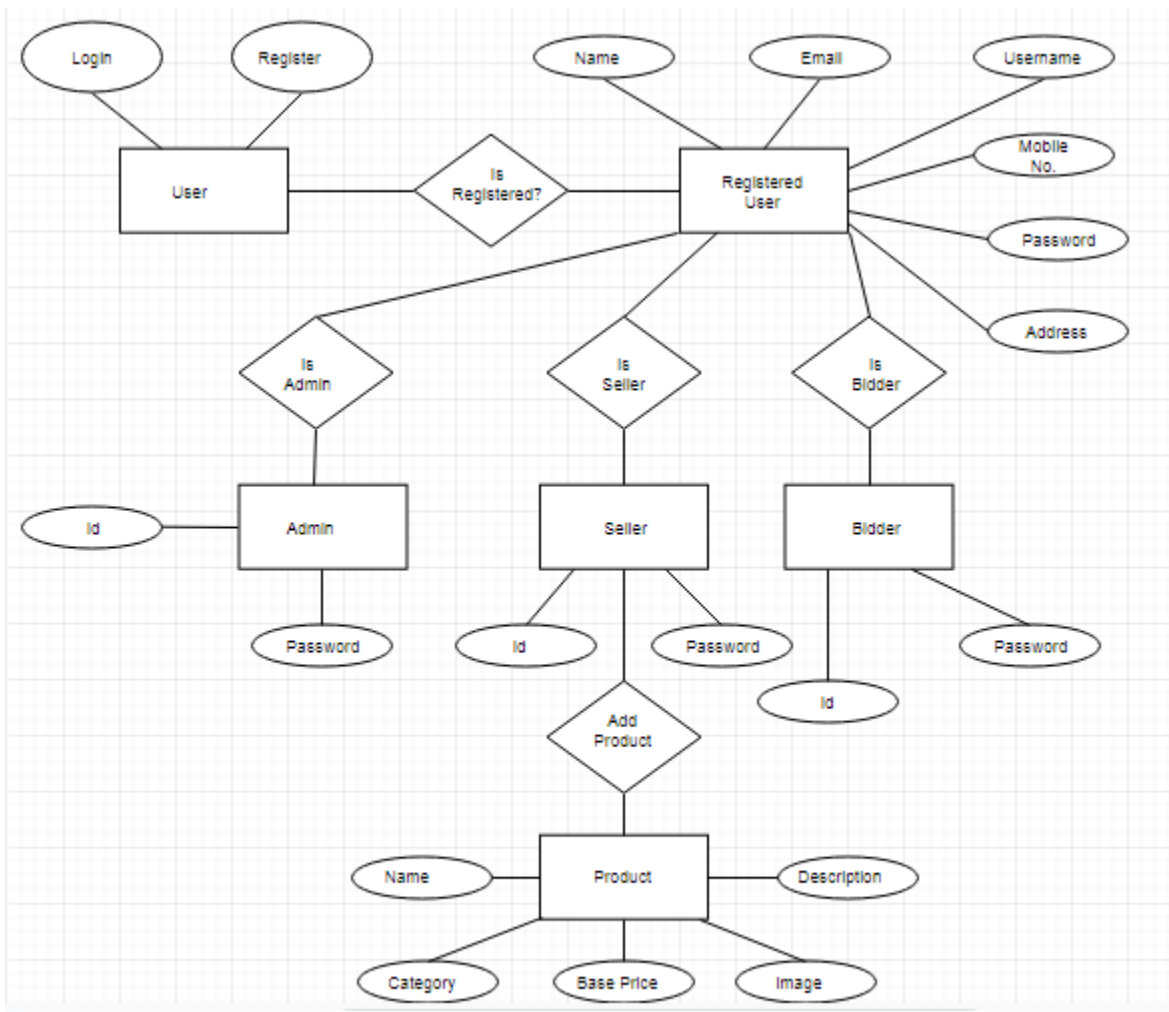 Login
Register
Name
Email
Username
Mobile
No.
User
Is
Registered?
Registered
User
Password
Address
Is
Admin
Is
Seller
Is
Bidder
Id
Admin
Seller
Bidder
Password
Id
Password
Password
Id
Add
Product
Name
Product
Description
Category
Base Price
Image